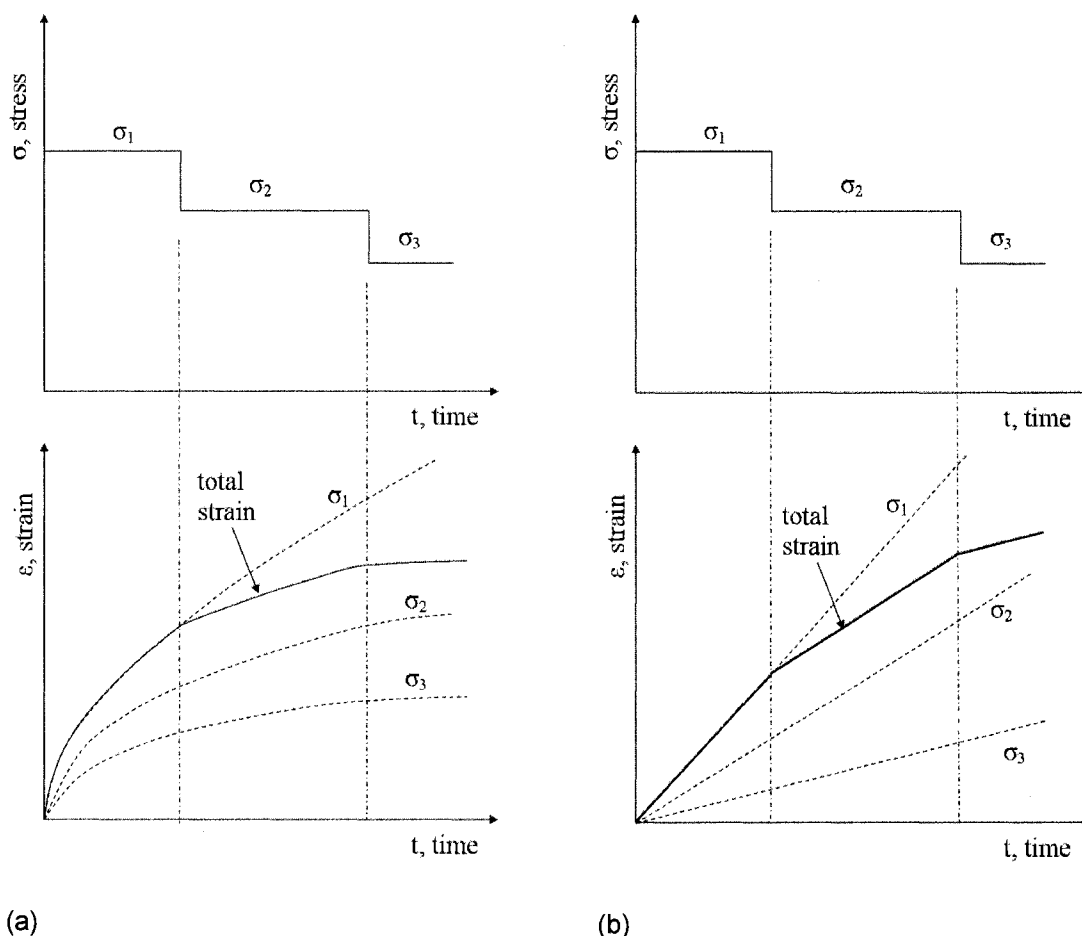 σ, stress
σ₁
σ₂
σ₃
t, time
ε, strain
total
strain
σ₁
σ₂
σ₃
t, time
(a)
σ, stress
σ₁
σ₂
σ₃
t, time
ε, strain
total
strain
σ₁
σ₂
σ₃
t, time
(b)